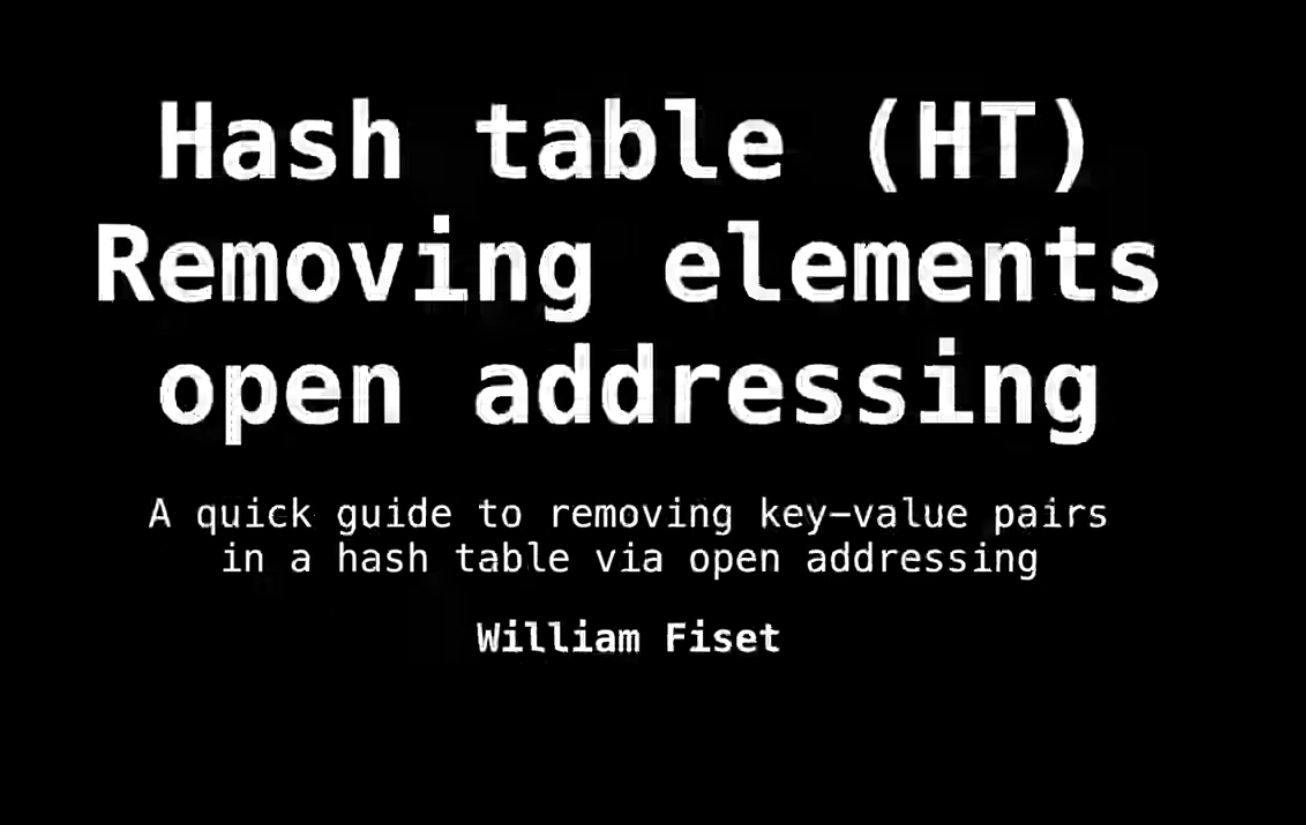 Hash table (HT)
Removing elements
open addressing
A quick guide to removing key-value pairs
in a hash table via open addressing
William Fiset